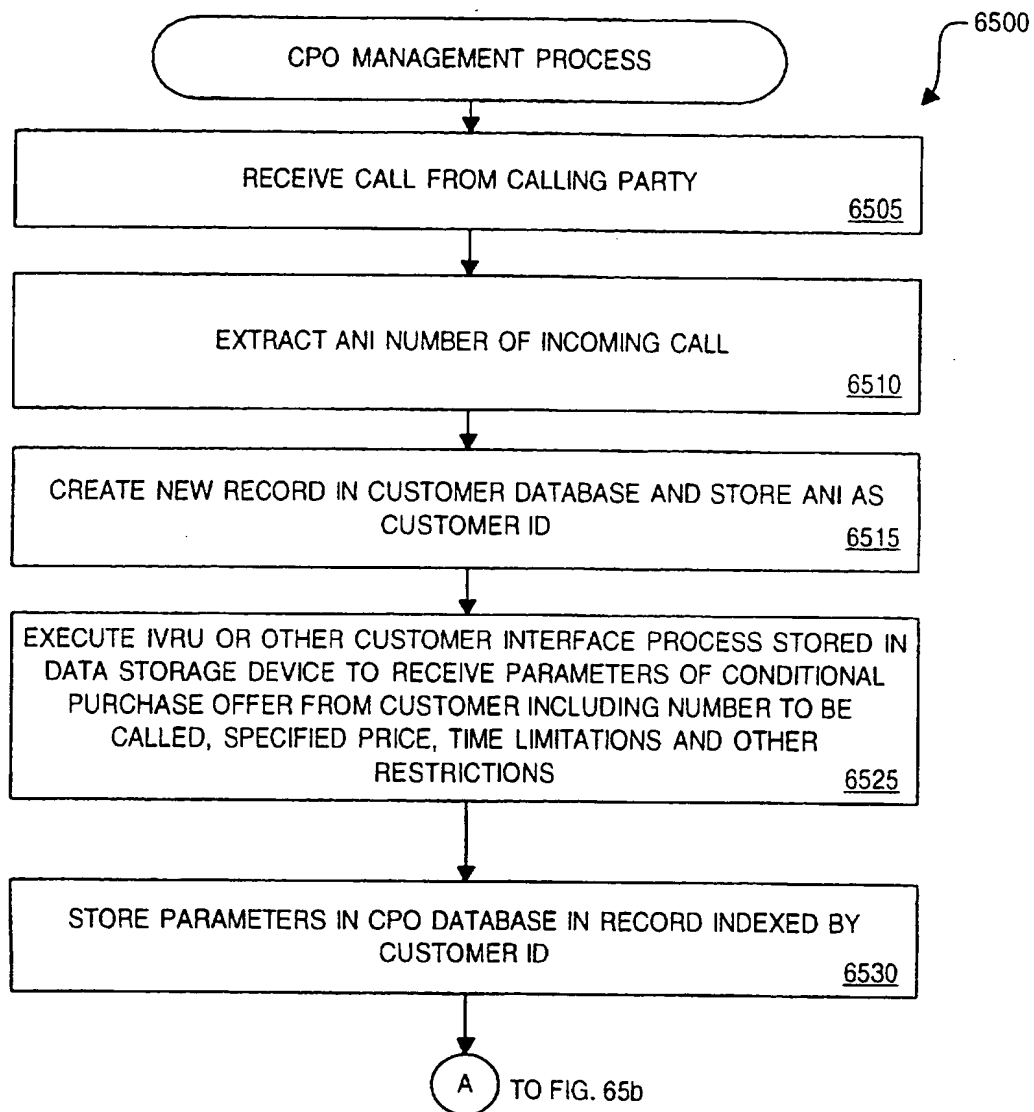 6500
CPO MANAGEMENT PROCESS
RECEIVE CALL FROM CALLING PARTY
6505
EXTRACT ANI NUMBER OF INCOMING CALL
6510
CREATE NEW RECORD IN CUSTOMER DATABASE AND STORE ANI AS
CUSTOMER ID
6515
EXECUTE IVRU OR OTHER CUSTOMER INTERFACE PROCESS STORED IN
DATA STORAGE DEVICE TO RECEIVE PARAMETERS OF CONDITIONAL
PURCHASE OFFER FROM CUSTOMER INCLUDING NUMBER TO BE
CALLED, SPECIFIED PRICE, TIME LIMITATIONS AND OTHER
RESTRICTIONS
6525
STORE PARAMETERS IN CPO DATABASE IN RECORD INDEXED BY
CUSTOMER ID
6530
A TO FIG. 65b